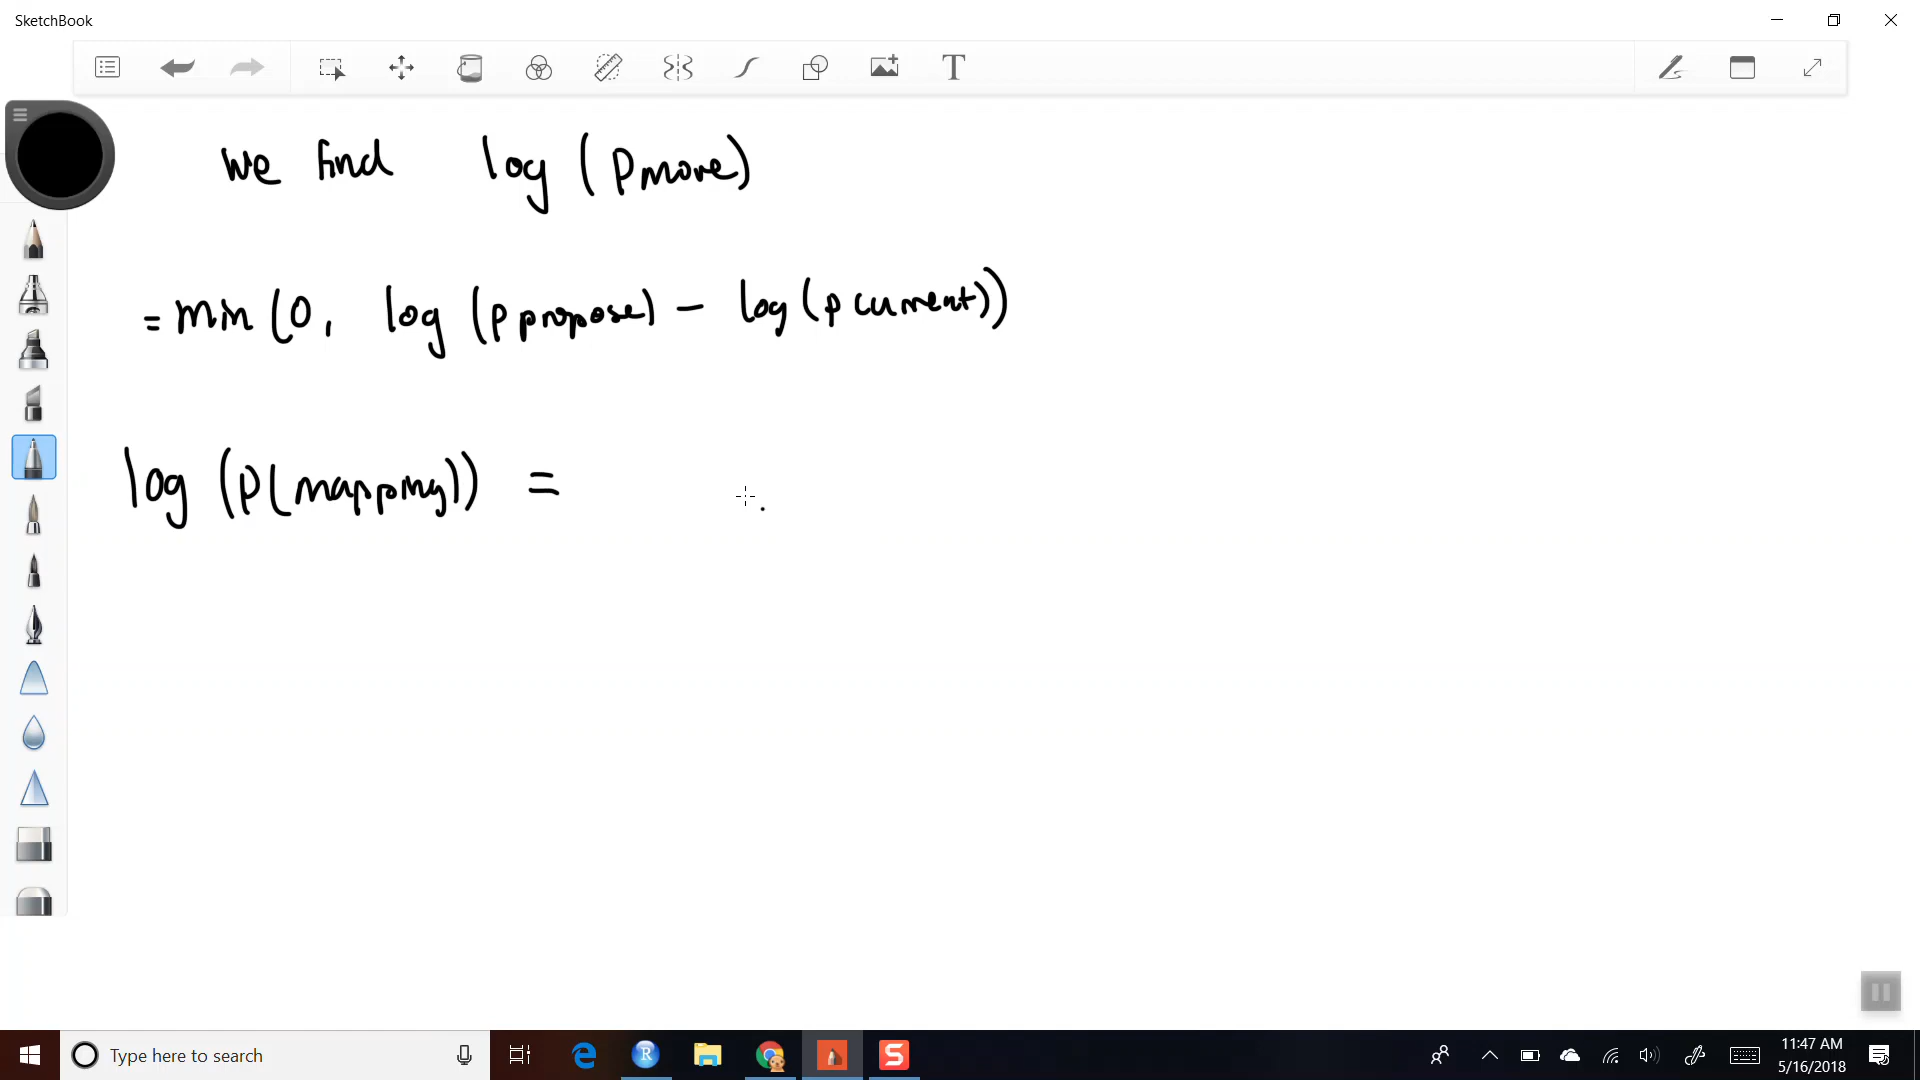 SketchBook
T
We find log (Pmove)
= min (0, log (p propose) - log (p current))
log (P(mapping)) =
Type here to search
11:47 AM
5/16/2018